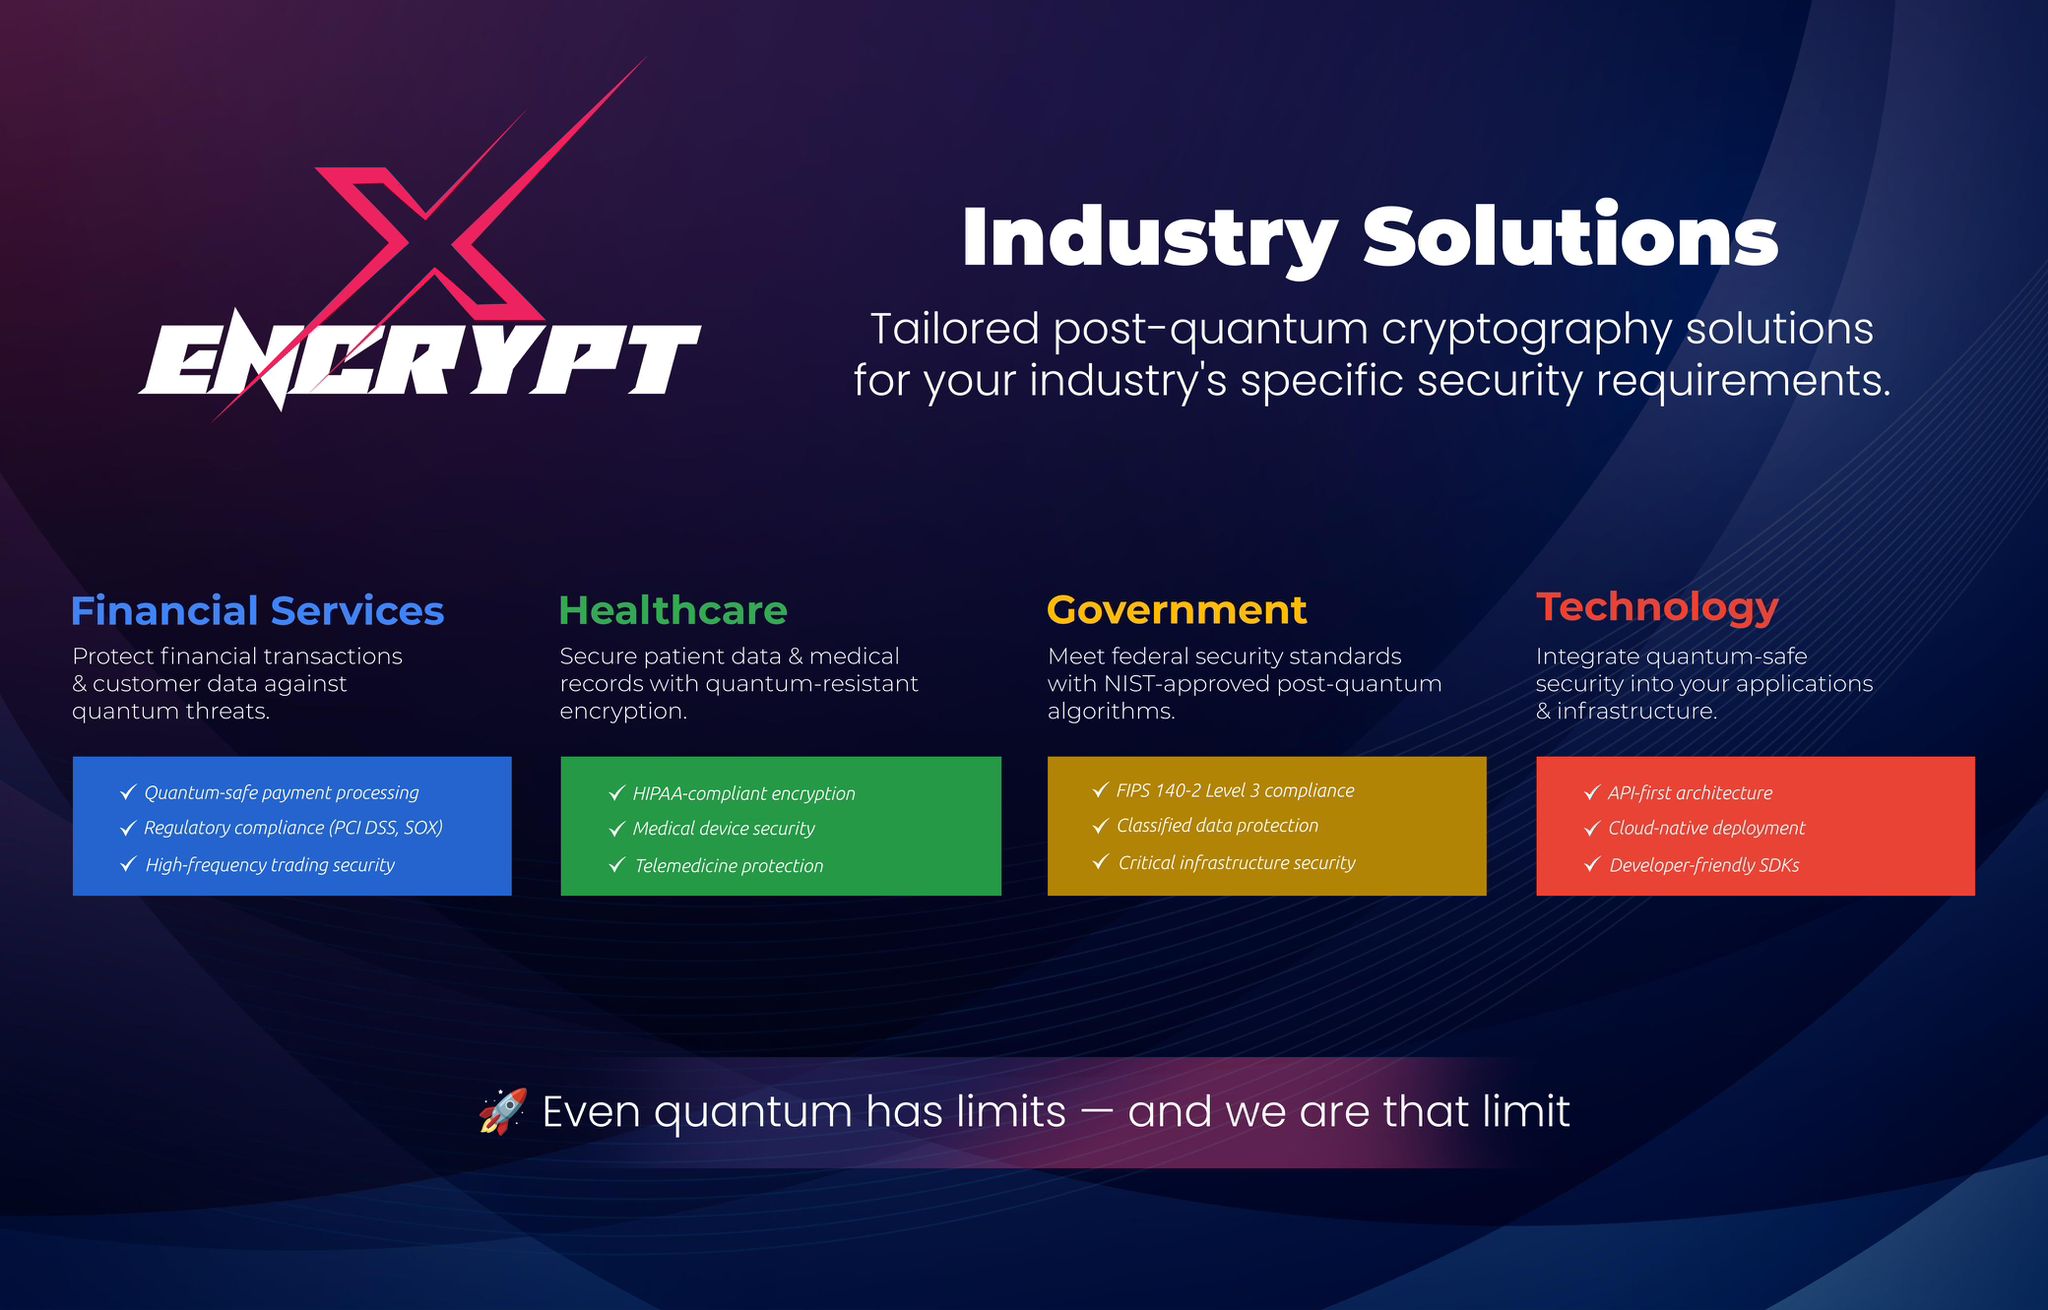 X
ENCRYPT
Industry Solutions
Tailored post-quantum cryptography solutions
for your industry's specific security requirements.
Financial Services
Protect financial transactions
& customer data against
quantum threats.
✓ Quantum-safe payment processing
✓ Regulatory compliance (PCI DSS, SOX)
✓ High-frequency trading security
Healthcare
Secure patient data & medical
records with quantum-resistant
encryption.
✓ HIPAA-compliant encryption
✓ Medical device security
✓ Telemedicine protection
Government
Meet federal security standards
with NIST-approved post-quantum
algorithms.
✓ FIPS 140-2 Level 3 compliance
✓ Classified data protection
✓ Critical infrastructure security
Technology
Integrate quantum-safe
security into your applications
& infrastructure.
✓ API-first architecture
✓ Cloud-native deployment
✓ Developer-friendly SDKs
🚀 Even quantum has limits — and we are that limit